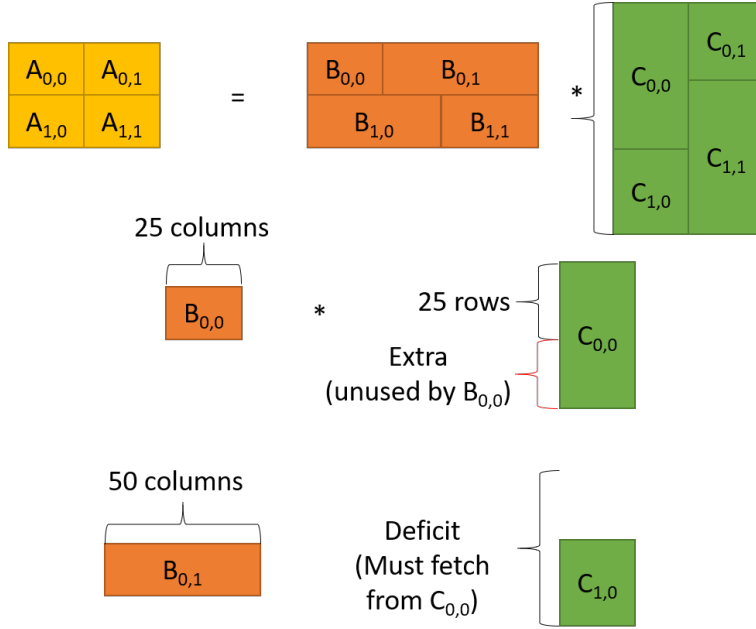 A0,0 A0,1
A1,0 A1,1
=
B0,0 B0,1
B1,0 B1,1
*
C0,0 C0,1
C1,0 C1,1
25 columns
B0,0
*
25 rows
Extra
(unused by B0,0)
C0,0
50 columns
B0,1
Deficit
(Must fetch
from C0,0)
C1,0